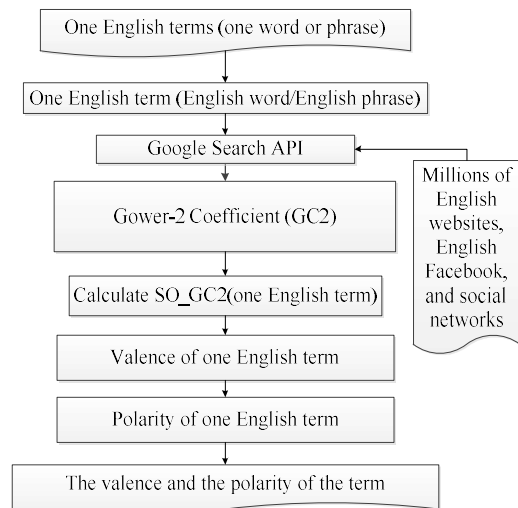 One English terms (one word or phrase)
One English term (English word/English phrase)
Google Search API
Millions of
English
websites,
English
Facebook,
and social
networks
Gower-2 Coefficient (GC2)
Calculate SO_GC2(one English term)
Valence of one English term
Polarity of one English term
The valence and the polarity of the term